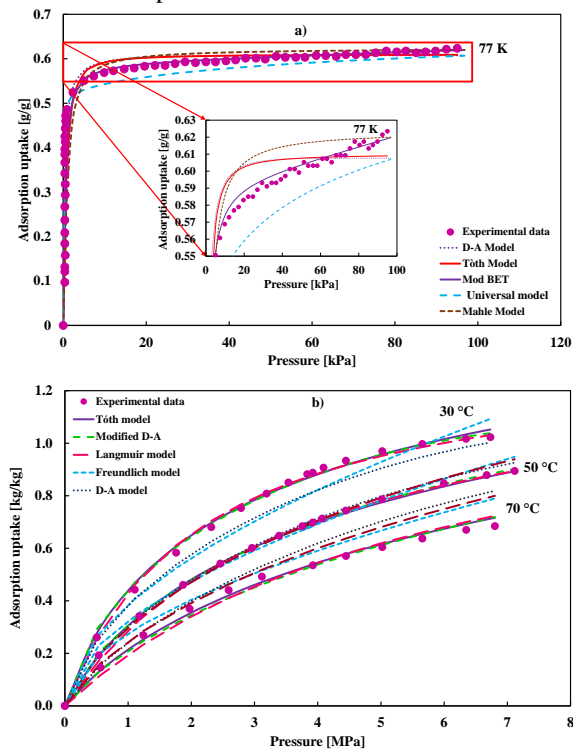 a)
77 K
Adsorption uptake [g/g]
0.7
0.6
0.5
0.4
0.3
0.2
0.1
0
0
20
40
60
80
100
120
Pressure [kPa]
77 K
Adsorption uptake [g/g]
0.63
0.62
0.61
0.60
0.59
0.58
0.57
0.56
0.55
0
20
40
60
80
100
Pressure [kPa]
Experimental data
D-A Model
Tòth Model
Mod BET
Universal model
Mahle Model
b)
30 °C
50 °C
70 °C
Experimental data
Tóth model
Modified D-A
Langmuir model
Freundlich model
D-A model
Adsorption uptake [kg/kg]
1.2
1.0
0.8
0.6
0.4
0.2
0.0
0
1
2
3
4
5
6
7
8
Pressure [MPa]